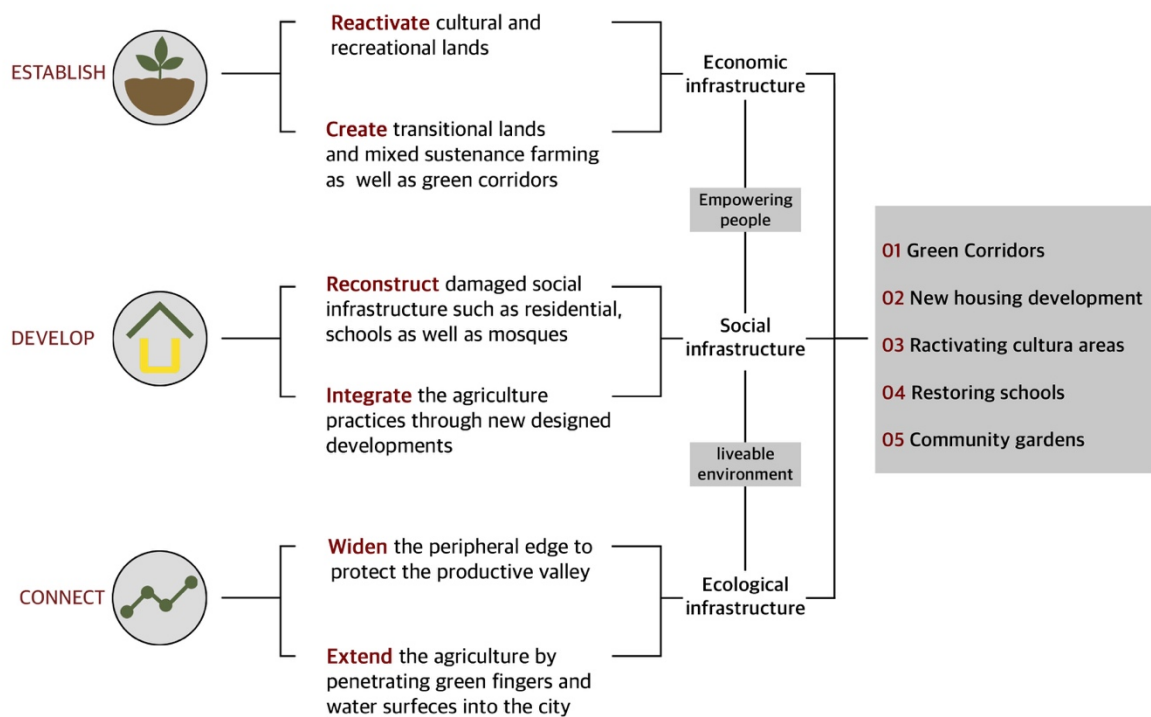 ESTABLISH
Reactivate cultural and
recreational lands
Create transitional lands
and mixed sustenance farming
as well as green corridors
Economic
infrastructure
Empowering
people
DEVELOP
Reconstruct damaged social
infrastructure such as residential,
schools as well as mosques
Integrate the agriculture
practices through new designed
developments
Social
infrastructure
liveable
environment
CONNECT
Widen the peripheral edge to
protect the productive valley
Extend the agriculture by
penetrating green fingers and
water surfeces into the city
Ecological
infrastructure
01 Green Corridors
02 New housing development
03 Ractivating cultura areas
04 Restoring schools
05 Community gardens